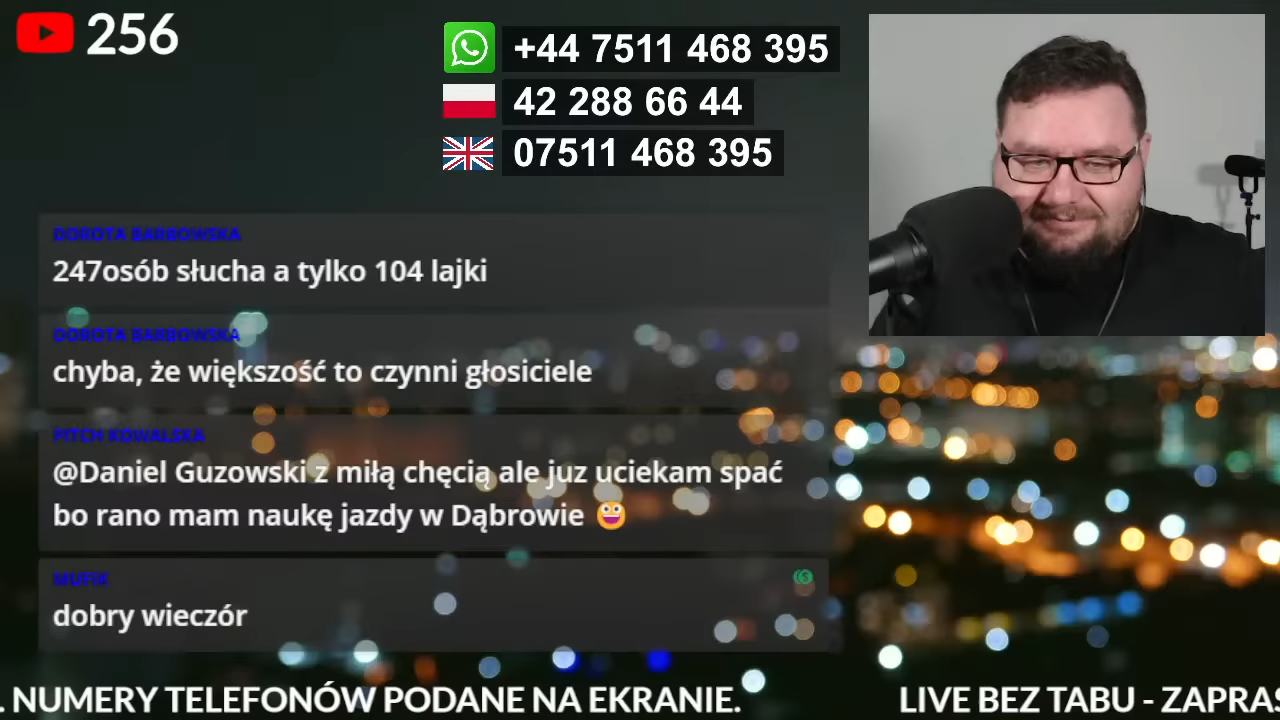 256
+44 7511 468 395
42 288 66 44
07511 468 395
DOROTA BARBOWSKA
247osób słucha a tylko 104 lajki
DOROTA BARBOWSKA
chyba, że większość to czynni głosiciele
PITCH KOWALSKA
@Daniel Guzowski z miłą chęcią ale juz uciekam spać
bo rano mam naukę jazdy w Dąbrowie 😃
MUFIK
dobry wieczór
. NUMERY TELEFONÓW PODANE NA EKRANIE. LIVE BEZ TABU - ZAPRAS